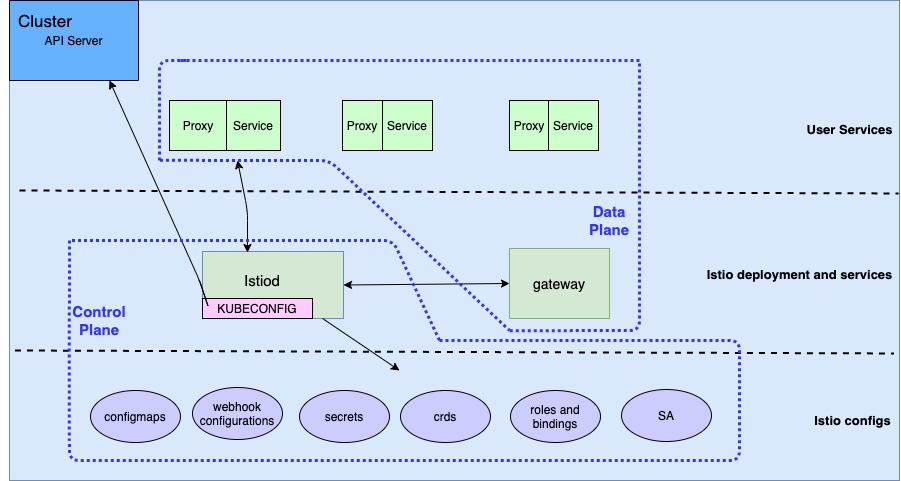 Cluster
API Server
Proxy Service
Proxy Service
Proxy Service
User Services
Data
Plane
Istiod
KUBECONFIG
gateway
Istio deployment and services
Control
Plane
configmaps
webhook
configurations
secrets
crds
roles and
bindings
SA
Istio configs